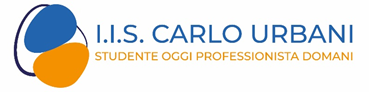 I.I.S. CARLO URBANI
STUDENTE OGGI PROFESSIONISTA DOMANI